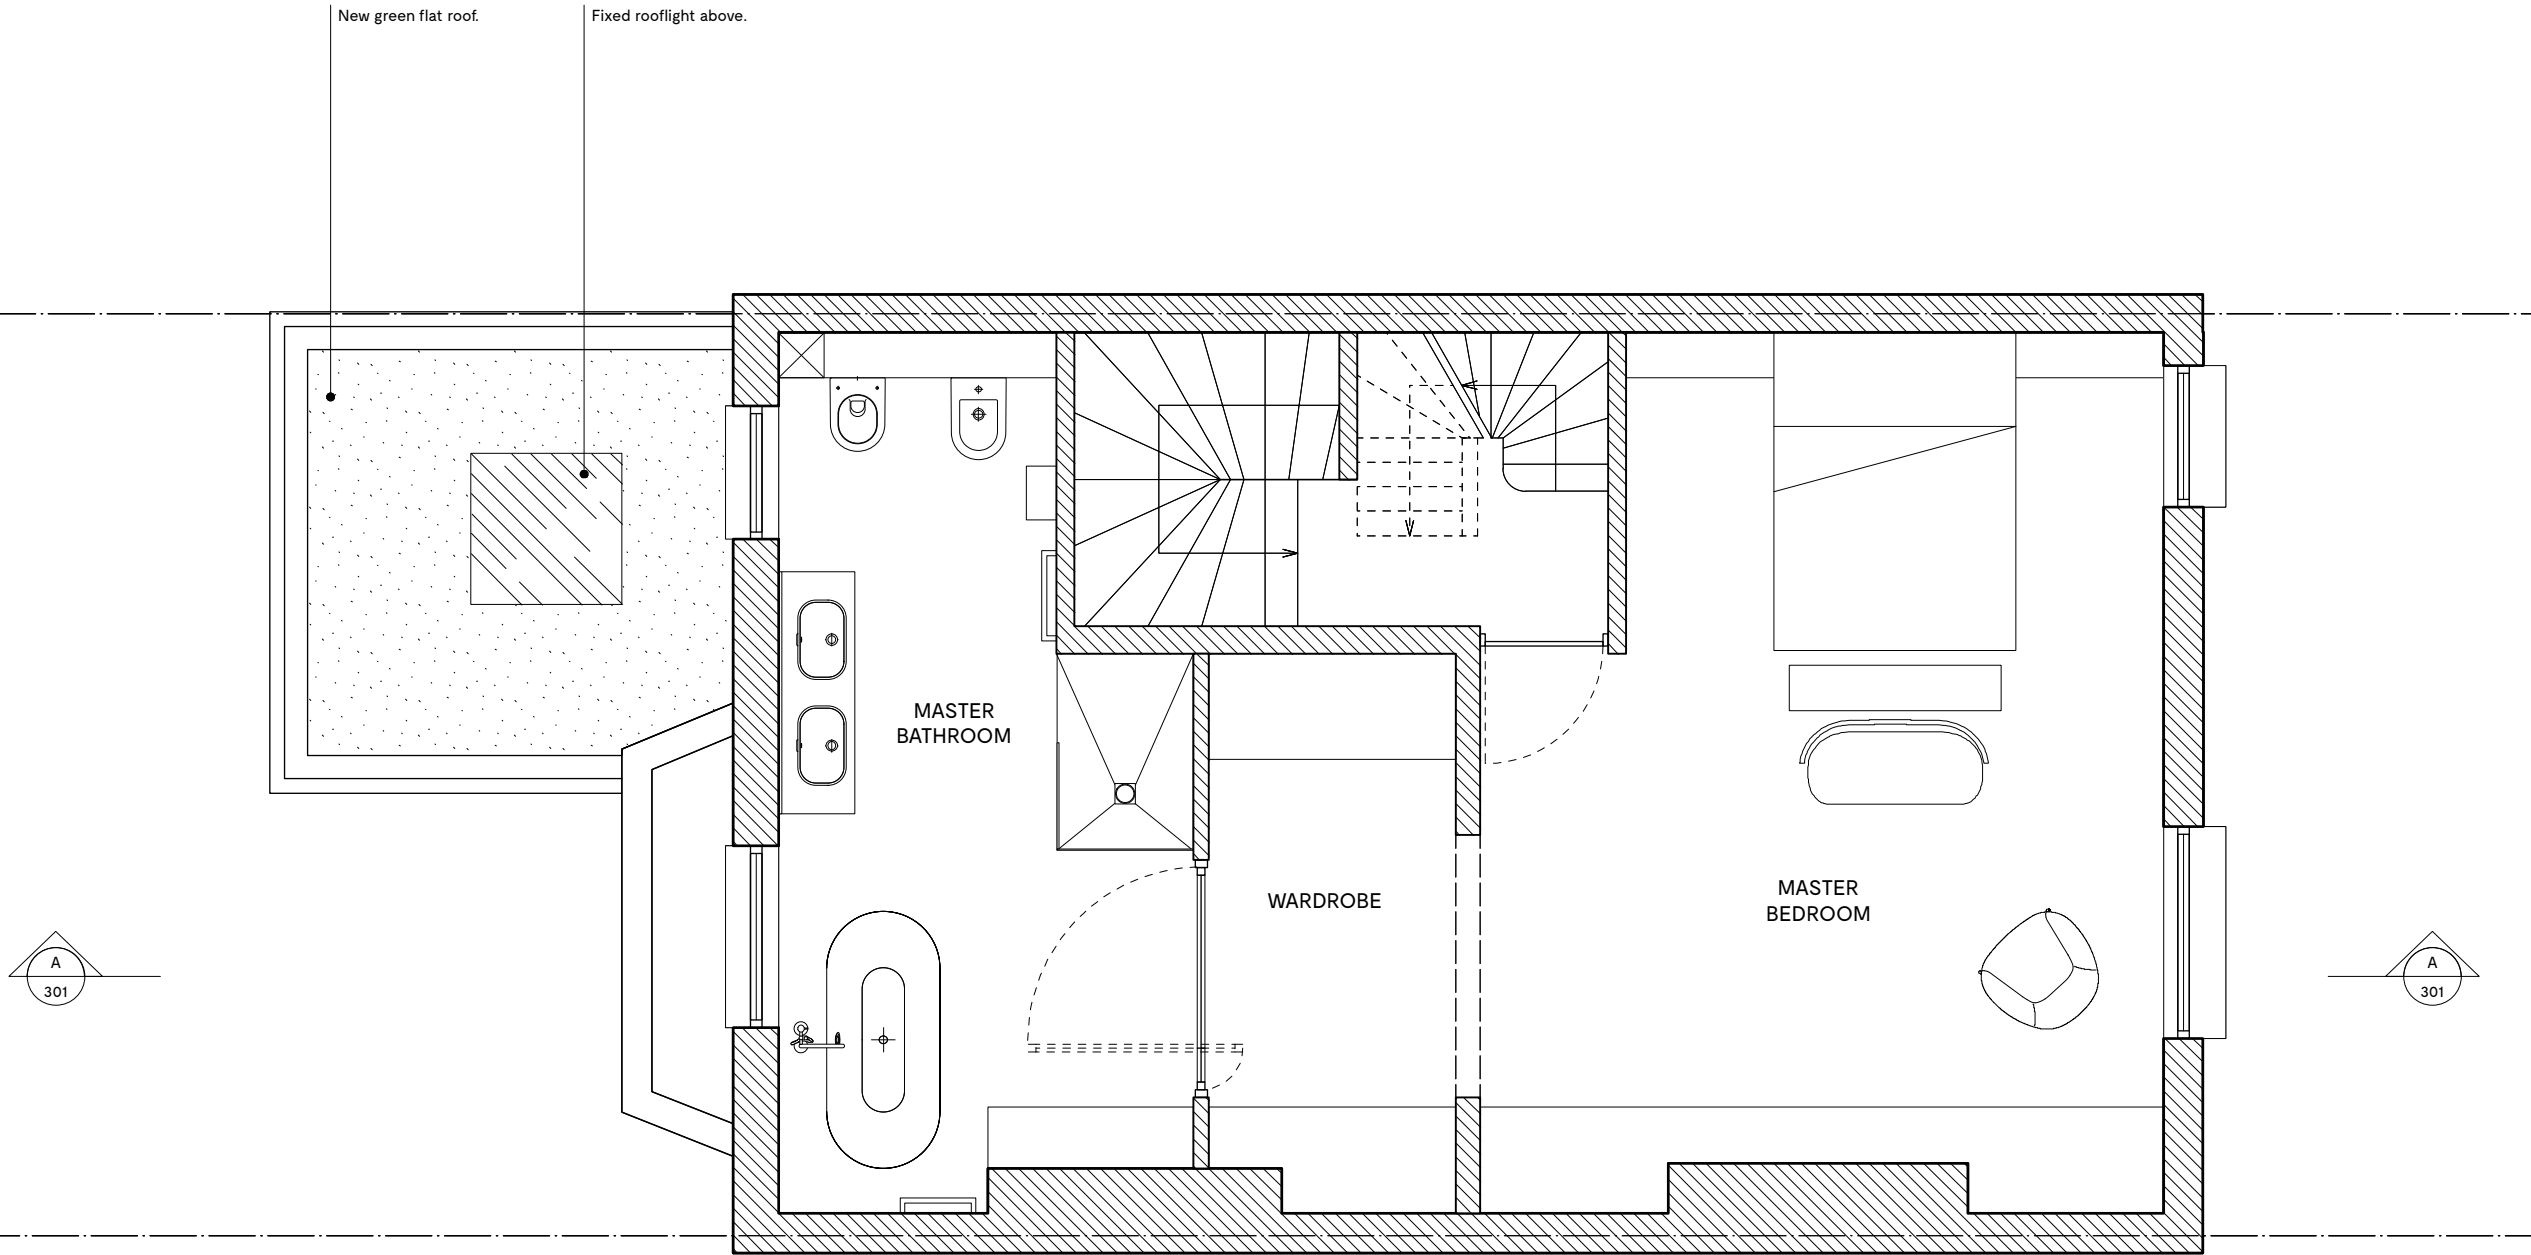 New green flat roof.
Fixed rooflight above.
MASTER
BATHROOM
WARDROBE
MASTER
BEDROOM
A
301
A
301